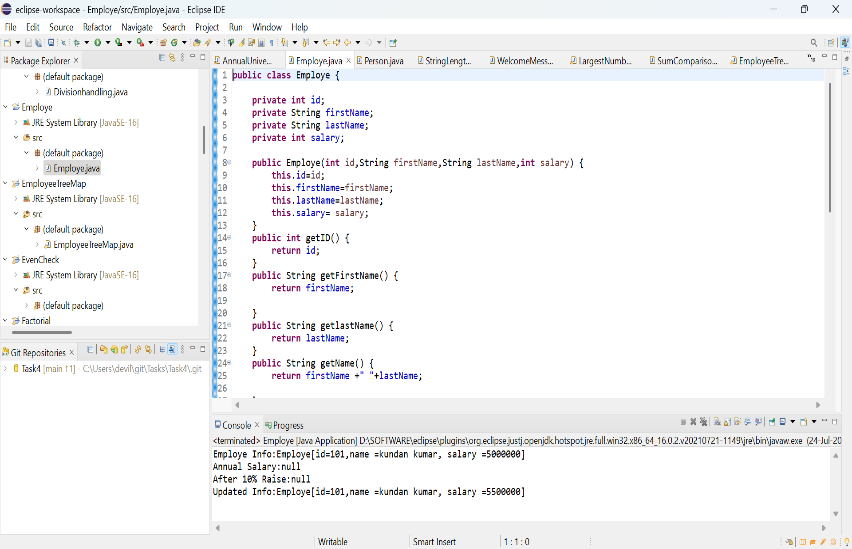 eclipse-workspace - Employe/src/Employe.java - Eclipse IDE
File Edit Source Refactor Navigate Search Project Run Window Help
Package Explorer ×
(default package)
Divisionhandling.java
Employe
JRE System Library [JavaSE-16]
src
(default package)
Employe.java
EmployeeTreeMap
JRE System Library [JavaSE-16]
src
(default package)
EmployeeTreeMap.java
EvenCheck
JRE System Library [JavaSE-16]
src
(default package)
Factorial
Git Repositories ×
Task4 [main 11] - C:\Users\devil\git\Tasks\Task4\.git
AnnualUnive... Employe.java × Person.java StringLengt... WelcomeMess... LargestNumb... SumCompariso... EmployeeTre...
1 public class Employe {
2
3 private int id;
4 private String firstName;
5 private String lastName;
6 private int salary;
7
8 public Employe(int id,String firstName,String lastName,int salary) {
9 this.id=id;
10 this.firstName=firstName;
11 this.lastName=lastName;
12 this.salary= salary;
13 }
14 public int getID() {
15 return id;
16 }
17 public String getFirstName() {
18 return firstName;
19
20 }
21 public String getlastName() {
22 return lastName;
23 }
24 public String getName() {
25 return firstName +" "+lastName;
26
Console × Progress
<terminated> Employe [Java Application] D:\SOFTWARE\eclipse\plugins\org.eclipse.justj.openjdk.hotspot.jre.full.win32.x86_64_16.0.2.v20210721-1149\jre\bin\javaw.exe (24-Jul-20
Employe Info:Employe[id=101,name =kundan kumar, salary =5000000]
Annual Salary:null
After 10% Raise:null
Updated Info:Employe[id=101,name =kundan kumar, salary =5500000]
Writable Smart Insert 1 : 1 : 0